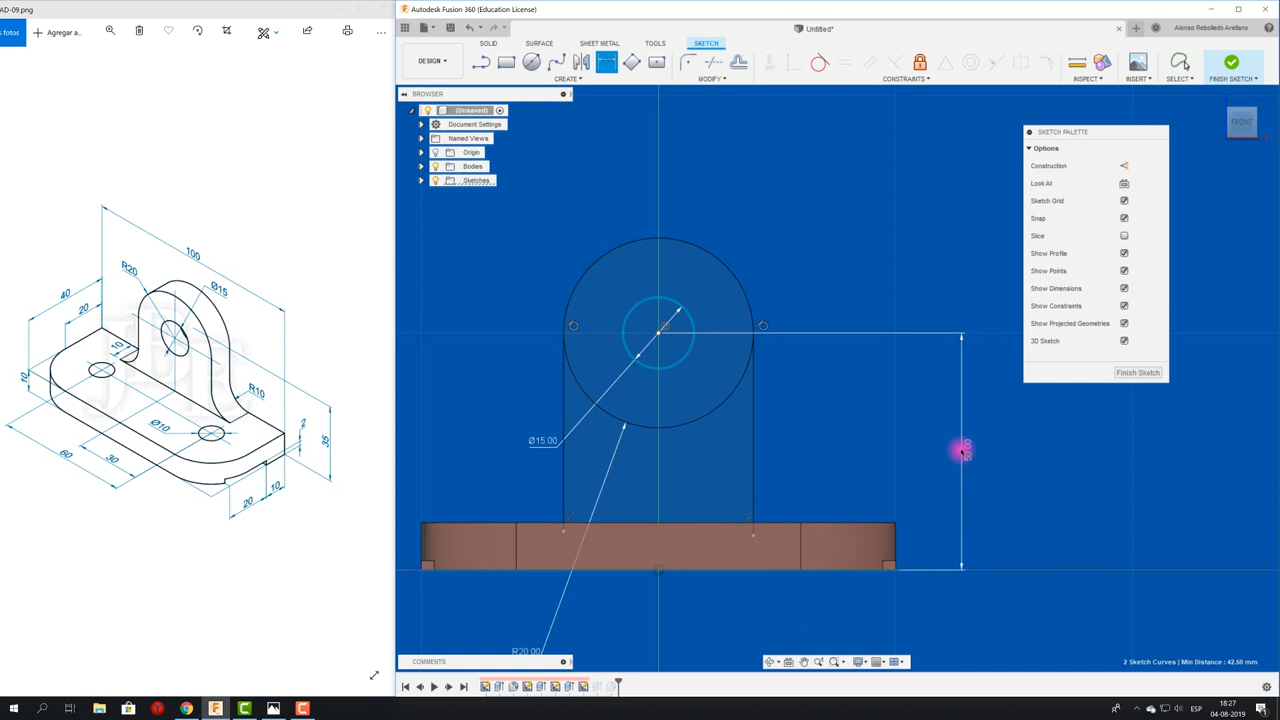 AD-09.png
s fotos
Agregar a...
100
R20
Ø15
40
20
10
10
R10
Ø10
2
35
60
30
10
20
Autodesk Fusion 360 (Education License)
Untitled*
Alonso Rebolledo Arellano
SOLID
SURFACE
SHEET METAL
TOOLS
SKETCH
DESIGN
CREATE
MODIFY
CONSTRAINTS
INSPECT
INSERT
SELECT
FINISH SKETCH
BROWSER
(Unsaved)
Document Settings
Named Views
Origin
Bodies
Sketches
FRONT
SKETCH PALETTE
Options
Construction
Look At
Sketch Grid
Snap
Slice
Show Profile
Show Points
Show Dimensions
Show Constraints
Show Projected Geometries
3D Sketch
Finish Sketch
Ø15.00
R20.00
COMMENTS
2 Sketch Curves | Min Distance : 42.50 mm
ESP
18:27
04-08-2019